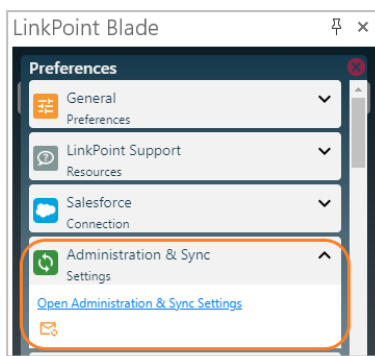 LinkPoint Blade
Preferences
General
Preferences
LinkPoint Support
Resources
Salesforce
Connection
Administration & Sync
Settings
Open Administration & Sync Settings